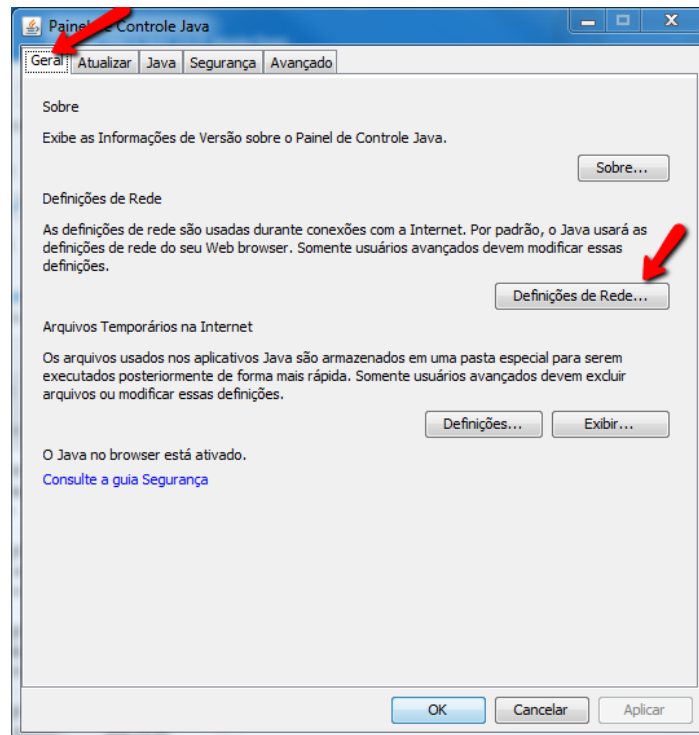 Painel de Controle Java
Geral Atualizar Java Segurança Avançado
Sobre
Exibe as Informações de Versão sobre o Painel de Controle Java.
Sobre...
Definições de Rede
As definições de rede são usadas durante conexões com a Internet. Por padrão, o Java usará as
definições de rede do seu Web browser. Somente usuários avançados devem modificar essas
definições.
Definições de Rede...
Arquivos Temporários na Internet
Os arquivos usados nos aplicativos Java são armazenados em uma pasta especial para serem
executados posteriormente de forma mais rápida. Somente usuários avançados devem excluir
arquivos ou modificar essas definições.
Definições... Exibir...
O Java no browser está ativado.
Consulte a guia Segurança
OK Cancelar Aplicar